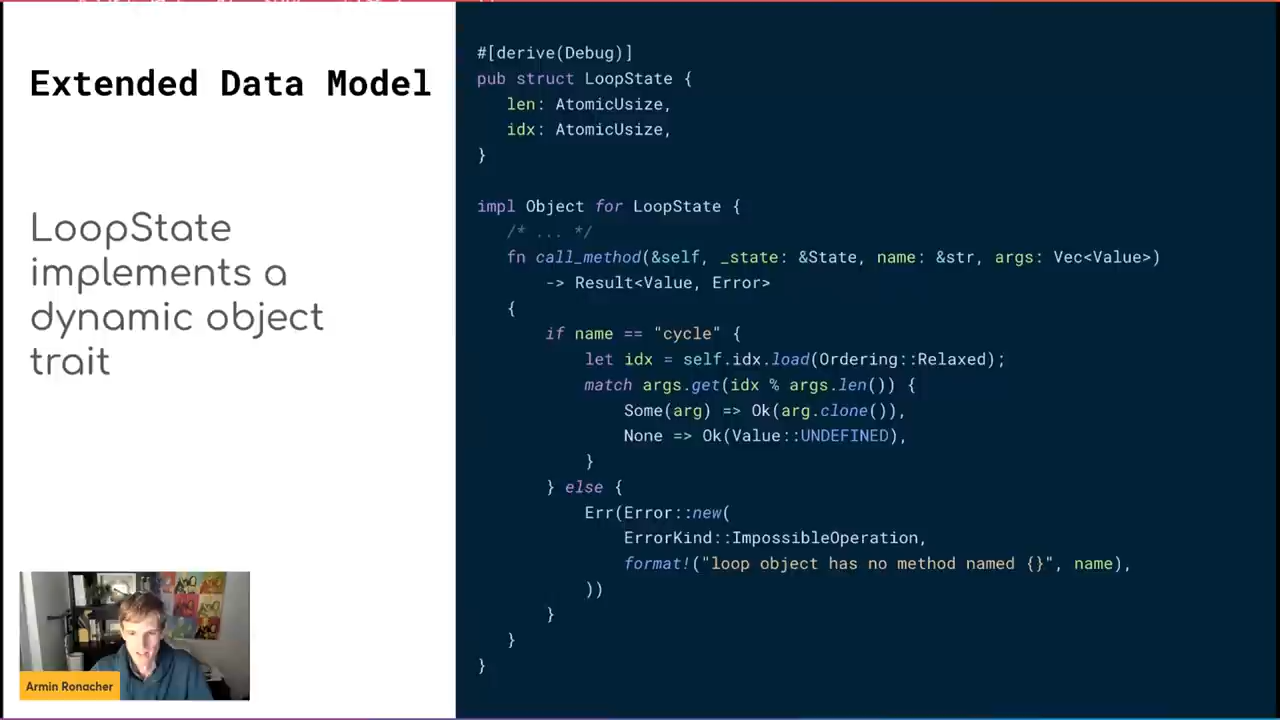 Extended Data Model
LoopState
implements a
dynamic object
trait
Armin Ronacher
#[derive(Debug)]
pub struct LoopState {
len: AtomicUsize,
idx: AtomicUsize,
}
impl Object for LoopState {
/* ... */
fn call_method(&self, _state: &State, name: &str, args: Vec<Value>)
-> Result<Value, Error>
{
if name == "cycle" {
let idx = self.idx.load(Ordering::Relaxed);
match args.get(idx % args.len()) {
Some(arg) => Ok(arg.clone()),
None => Ok(Value::UNDEFINED),
}
} else {
Err(Error::new(
ErrorKind::ImpossibleOperation,
format!("loop object has no method named {}", name),
))
}
}
}